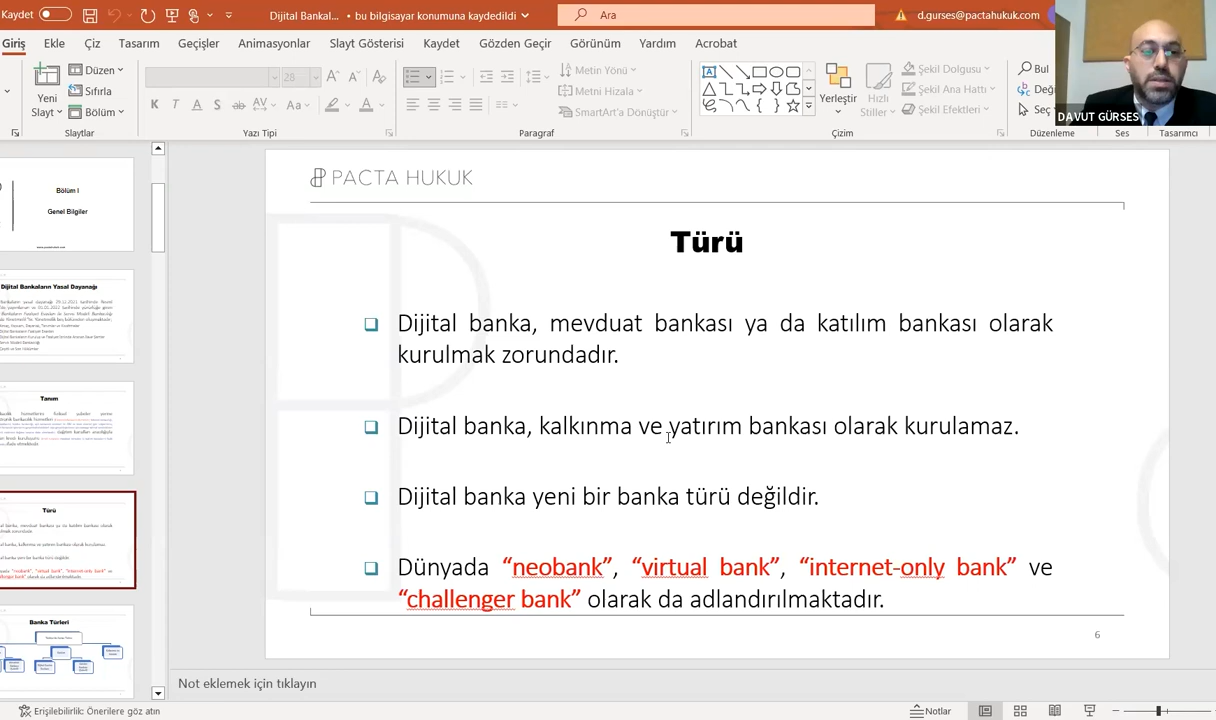 Kaydet
Dijital Bankal... • bu bilgisayar konumuna kaydedildi
Ara
d.gurses@pactahukuk.com
Giriş Ekle Çiz Tasarım Geçişler Animasyonlar Slayt Gösterisi Kaydet Gözden Geçir Görünüm Yardım Acrobat
Yeni
Slayt
Düzen
Sıfırla
Bölüm
Slaytlar
28
K T A S ab AV Aa A
Yazı Tipi
Metin Yönü
Metni Hizala
SmartArt'a Dönüştür
Paragraf
Yerleştir
Hızlı
Stiller
Şekil Dolgusu
Şekil Ana Hattı
Şekil Efektleri
Çizim
Bul
Seç
Düzenleme
Ses
Tasarımcı
DAVUT GÜRSES
Bölüm I
Genel Bilgiler
Dijital Bankaların Yasal Dayanağı
Tanım
Türü
Banka Türleri
PACTA HUKUK
Türü
Dijital banka, mevduat bankası ya da katılım bankası olarak
kurulmak zorundadır.
Dijital banka, kalkınma ve yatırım bankası olarak kurulamaz.
Dijital banka yeni bir banka türü değildir.
Dünyada “neobank”, “virtual bank”, “internet-only bank” ve
“challenger bank” olarak da adlandırılmaktadır.
6
Not eklemek için tıklayın
Erişilebilirlik: Önerilere göz atın
Notlar